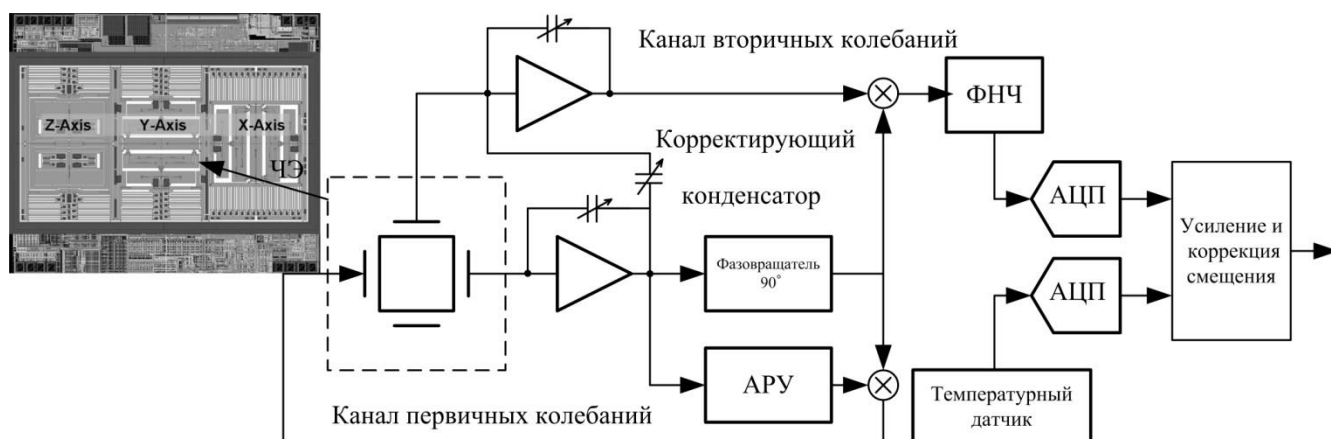 Канал вторичных колебаний
ФНЧ
Z-Axis
Y-Axis
X-Axis
ЧЭ
Корректирующий
конденсатор
АЦП
Усиление и
коррекция
смещения
Фазовращатель
90°
АЦП
АРУ
Температурный
датчик
Канал первичных колебаний